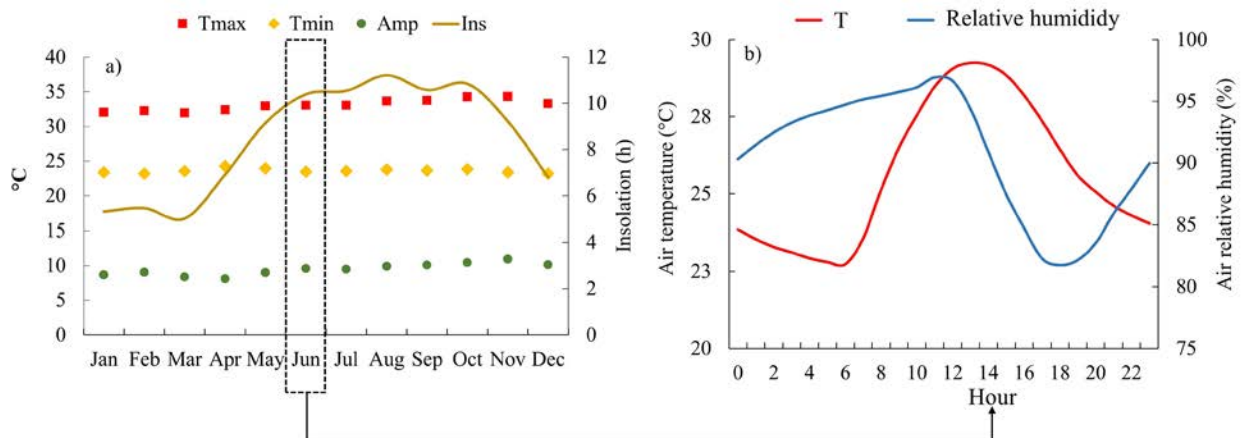 Tmax Tmin Amp Ins
a)
40
35
30
25
20
15
10
5
0
°C
12
10
8
6
4
2
0
Insolation (h)
Jan Feb Mar Apr May Jun Jul Aug Sep Oct Nov Dec
T Relative humididy
b)
30
28
25
23
20
Air temperature (°C)
100
95
90
85
80
75
Air relative humidity (%)
0 2 4 6 8 10 12 14 16 18 20 22
Hour